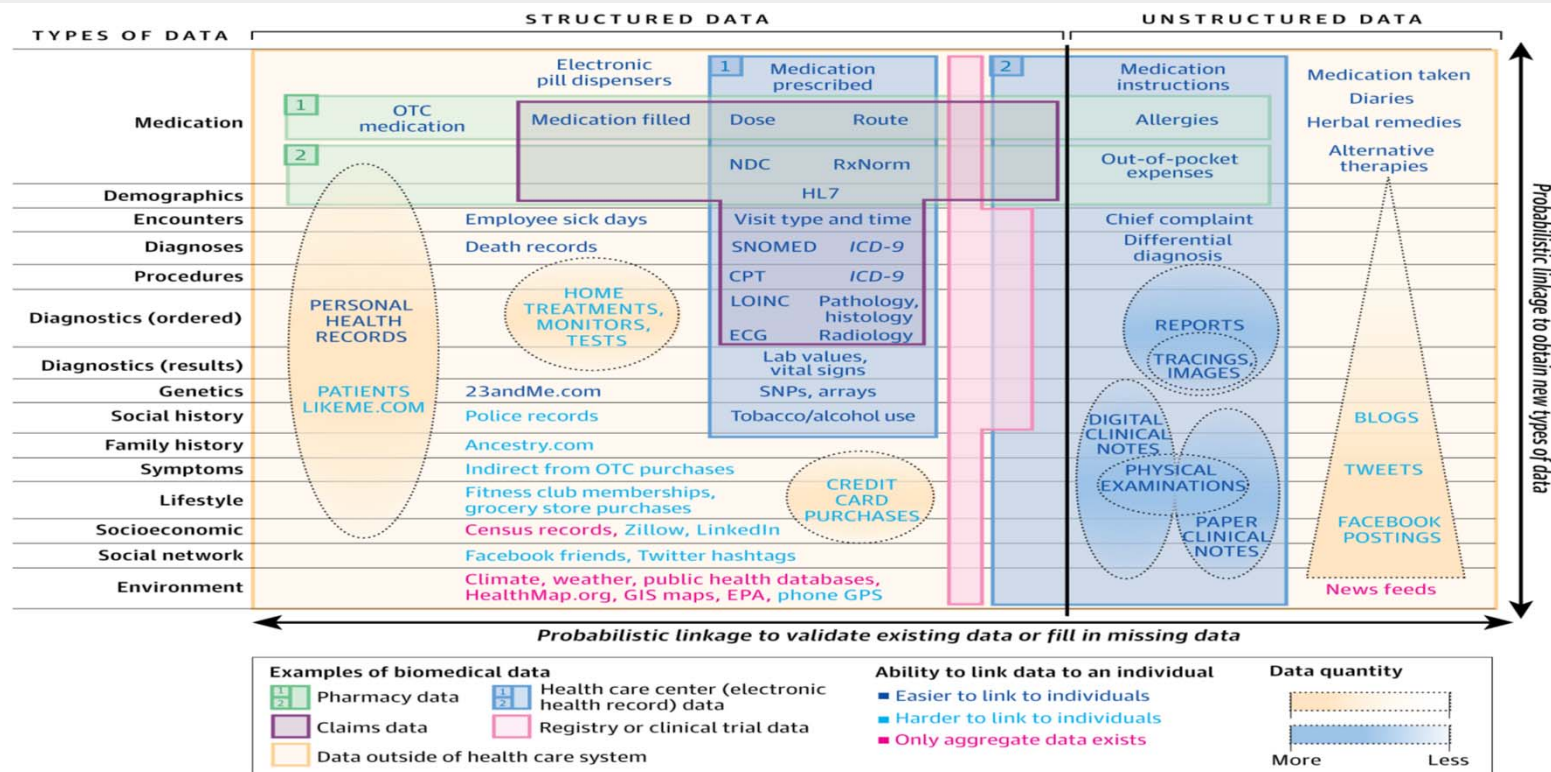 STRUCTURED DATA
UNSTRUCTURED DATA
TYPES OF DATA
Medication
Demographics
Encounters
Diagnoses
Procedures
Diagnostics (ordered)
Diagnostics (results)
Genetics
Social history
Family history
Symptoms
Lifestyle
Socioeconomic
Social network
Environment
1
OTC
medication
2
Electronic
pill dispensers
Medication filled
1
Medication
prescribed
Dose Route
NDC RxNorm
HL7
2
Medication
instructions
Allergies
Out-of-pocket
expenses
Medication taken
Diaries
Herbal remedies
Alternative
therapies
Employee sick days
Visit type and time
Chief complaint
Death records
SNOMED ICD-9
Differential
diagnosis
CPT ICD-9
PERSONAL
HEALTH
RECORDS
HOME
TREATMENTS,
MONITORS,
TESTS
LOINC Pathology,
histology
ECG Radiology
REPORTS
TRACINGS,
IMAGES
Lab values,
vital signs
PATIENTS
LIKEME.COM
23andMe.com
SNPs, arrays
Police records
Tobacco/alcohol use
DIGITAL
CLINICAL
NOTES
BLOGS
Ancestry.com
Indirect from OTC purchases
PHYSICAL
EXAMINATIONS
TWEETS
Fitness club memberships,
grocery store purchases
CREDIT
CARD
PURCHASES
Census records, Zillow, LinkedIn
PAPER
CLINICAL
NOTES
FACEBOOK
POSTINGS
Facebook friends, Twitter hashtags
Climate, weather, public health databases,
HealthMap.org, GIS maps, EPA, phone GPS
News feeds
Probabilistic linkage to obtain new types of data
Probabilistic linkage to validate existing data or fill in missing data
Examples of biomedical data
1
2
Pharmacy data
1
2
Health care center (electronic
health record) data
Claims data
Registry or clinical trial data
Data outside of health care system
Ability to link data to an individual
Easier to link to individuals
Harder to link to individuals
Only aggregate data exists
Data quantity
More Less